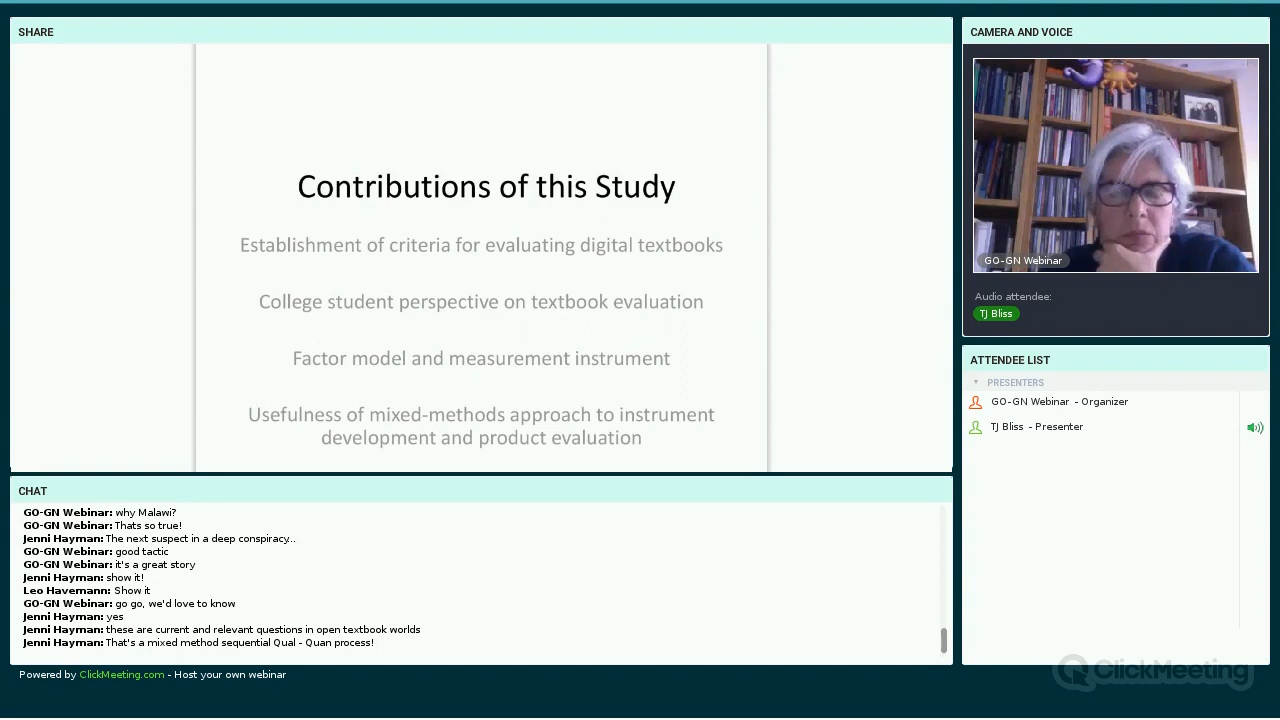 SHARE
Contributions of this Study
Establishment of criteria for evaluating digital textbooks
College student perspective on textbook evaluation
Factor model and measurement instrument
Usefulness of mixed-methods approach to instrument
development and product evaluation
CAMERA AND VOICE
GO-GN Webinar
Audio attendee:
TJ Bliss
ATTENDEE LIST
PRESENTERS
GO-GN Webinar - Organizer
TJ Bliss - Presenter
CHAT
GO-GN Webinar: why Malawi?
GO-GN Webinar: Thats so true!
Jenni Hayman: The next suspect in a deep conspiracy...
GO-GN Webinar: good tactic
GO-GN Webinar: it's a great story
Jenni Hayman: show it!
Leo Havemann: Show it
GO-GN Webinar: go go, we'd love to know
Jenni Hayman: yes
Jenni Hayman: these are current and relevant questions in open textbook worlds
Jenni Hayman: That's a mixed method sequential Qual - Quan process!
Powered by ClickMeeting.com - Host your own webinar
ClickMeeting